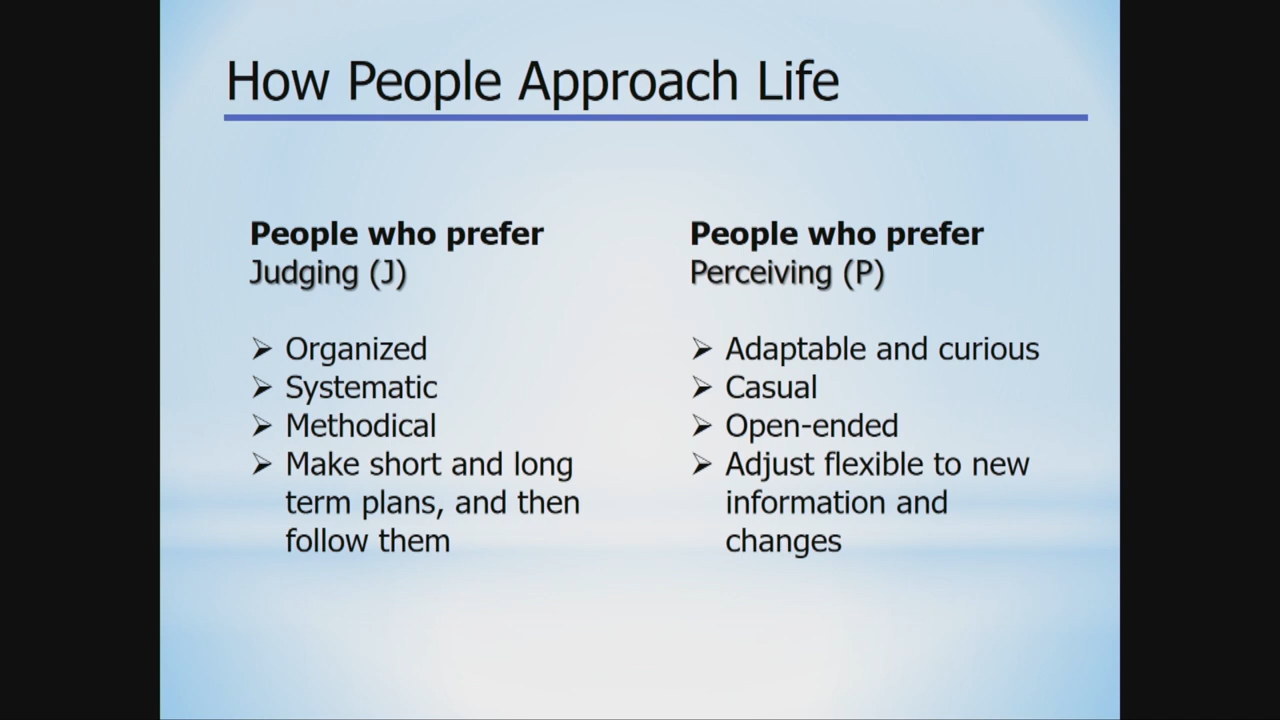 How People Approach Life
People who prefer
Judging (J)
➢ Organized
➢ Systematic
➢ Methodical
➢ Make short and long
term plans, and then
follow them
People who prefer
Perceiving (P)
➢ Adaptable and curious
➢ Casual
➢ Open-ended
➢ Adjust flexible to new
information and
changes